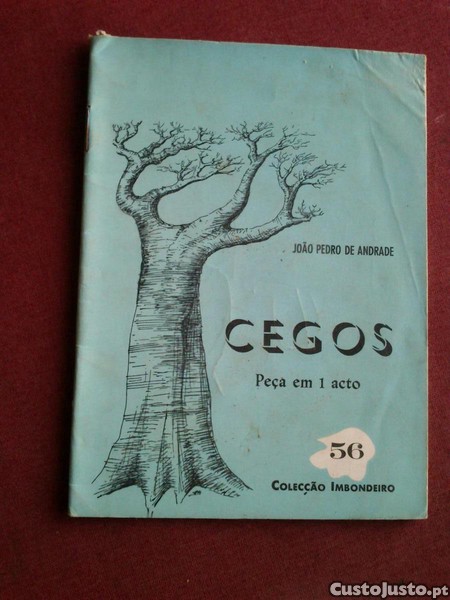 JOÃO PEDRO DE ANDRADE
CEGOS
Peça em 1 acto
56
COLECÇÃO IMBONDEIRO
CustoJusto.pt